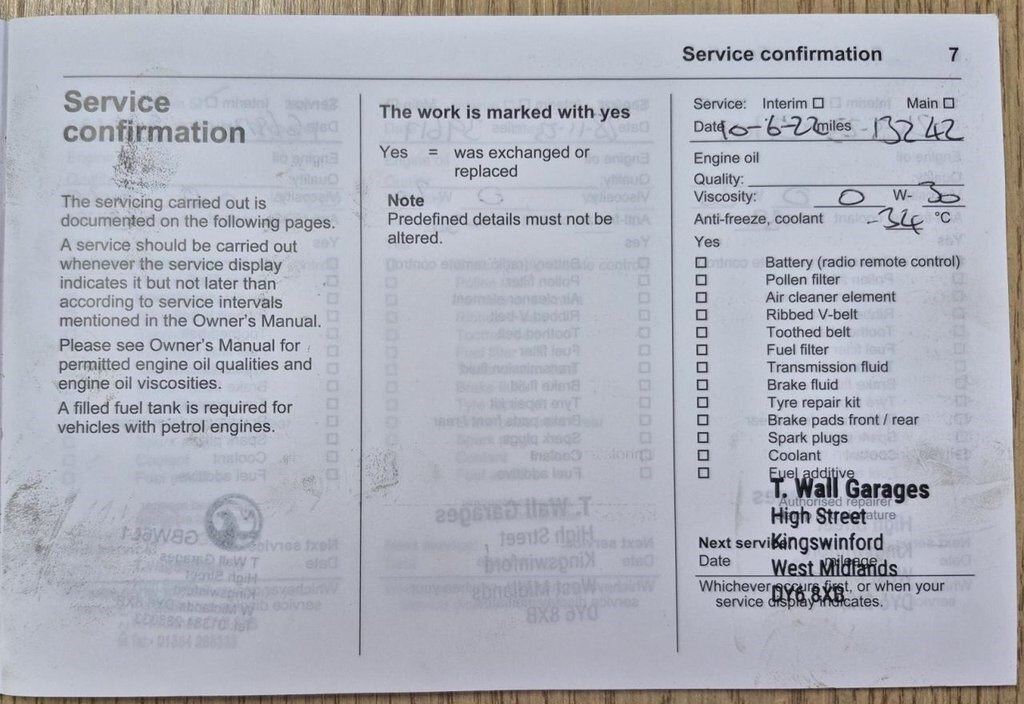 Service confirmation 7
Service
confirmation
The servicing carried out is
documented on the following pages.
A service should be carried out
whenever the service display
indicates it but not later than
according to service intervals
mentioned in the Owner's Manual.
Please see Owner's Manual for
permitted engine oil qualities and
engine oil viscosities.
A filled fuel tank is required for
vehicles with petrol engines.
The work is marked with yes
Yes = was exchanged or
replaced
Note
Predefined details must not be
altered.
Service: Interim Main
Date 10-6-22 miles 13242
Engine oil
Quality:
Viscosity: 0 W- 30
Anti-freeze, coolant -34 °C
Yes
Battery (radio remote control)
Pollen filter
Air cleaner element
Ribbed V-belt
Toothed belt
Fuel filter
Transmission fluid
Brake fluid
Tyre repair kit
Brake pads front / rear
Spark plugs
Coolant
Fuel additive
T. Wall Garages
Authorised repairer
High Street
Next service
Kingswinford
Date mileage
West Midlands
Whichever occurs first, or when your
DY6 8XB
service display indicates.